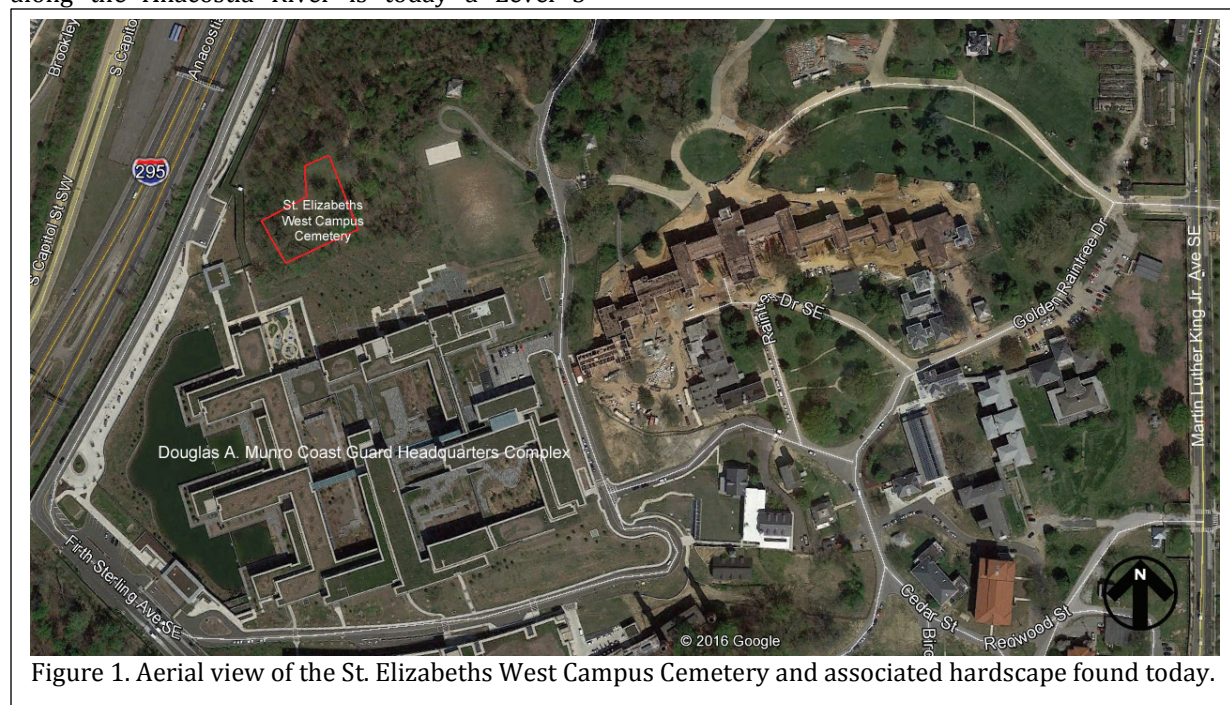 along the Anacostia River is today a Level 5
Brookley
S Capitol
Anacostia
295
S Capitol St SW
St. Elizabeths
West Campus
Cemetery
Golden Raintree Dr
Raintree
Dr SE
Martin Luther King Jr. Ave SE
Douglas A. Munro Coast Guard Headquarters Complex
Firth Sterling Ave SE
Cedar St
Redwood St
N
© 2016 Google
Figure 1. Aerial view of the St. Elizabeths West Campus Cemetery and associated hardscape found today.